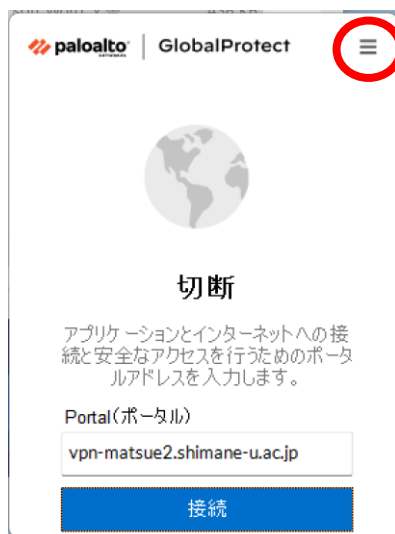 paloalto NETWORKS GlobalProtect
切断
アプリケーションとインターネットへの接
続と安全なアクセスを行うためのポータ
ルアドレスを入力します。
Portal(ポータル)
vpn-matsue2.shimane-u.ac.jp
接続